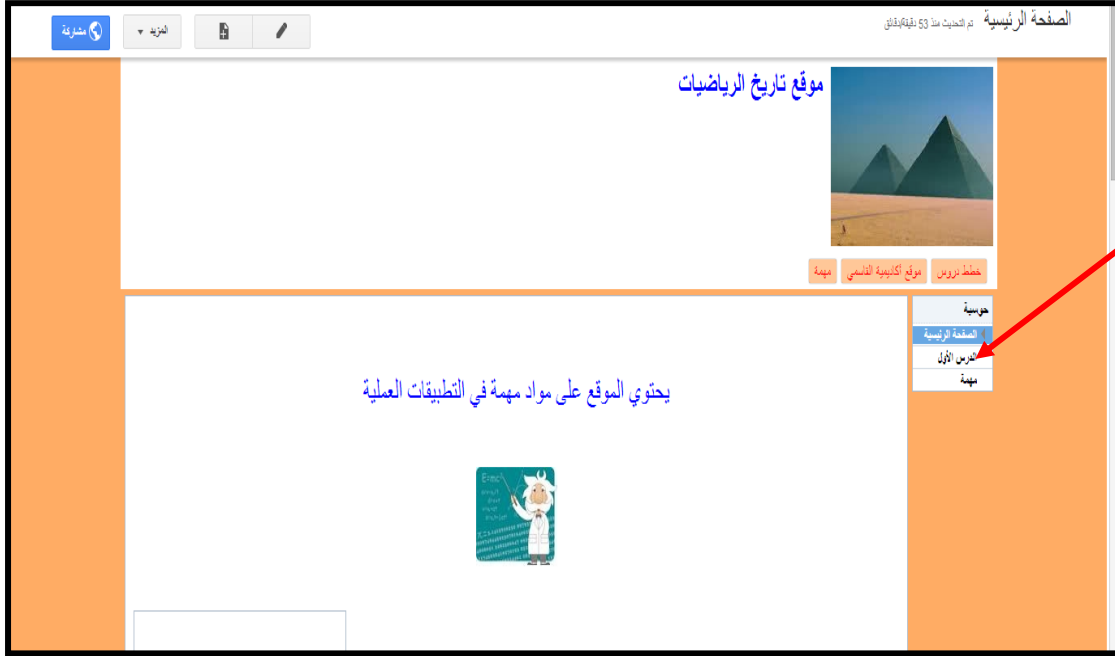 الصفحة الرئيسية تم التحديث منذ 53 دقيقة/دقائق
المزيد
مشاركة
موقع تاريخ الرياضيات
خطط دروس موقع أكاديمية القاسمي مهمة
حوسبة
الصفحة الرئيسية
الدرس الأول
مهمة
يحتوي الموقع على مواد مهمة في التطبيقات العملية